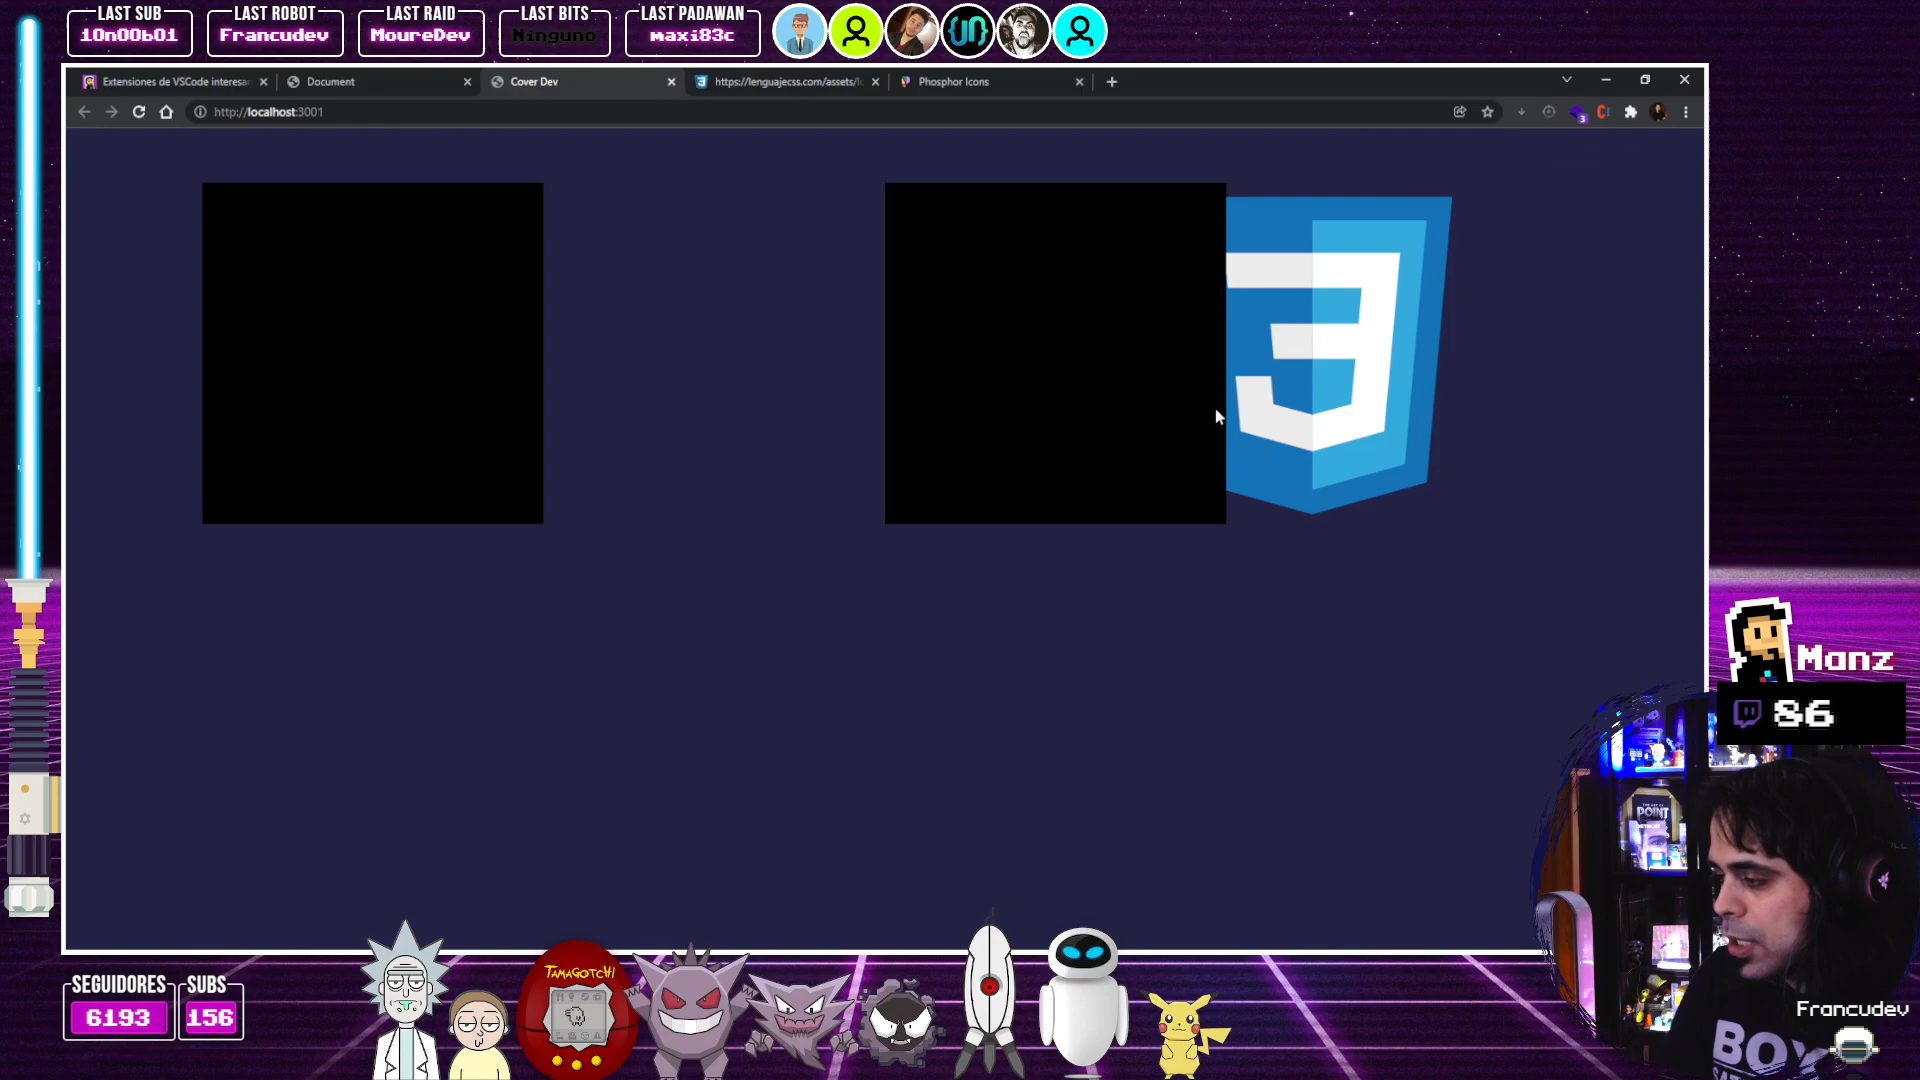 LAST SUB
10n00b01
LAST ROBOT
Francudev
LAST RAID
MoureDev
LAST BITS
Ninguno
LAST PADAWAN
maxi83c
Extensiones de VSCode interesan
Document
Cover Dev
https://lenguajecss.com/assets/l
Phosphor Icons
http://localhost:3001
3
Manz
86
POINT
TAMAGOTCHI
SEGUIDORES
6193
SUBS
156
Francudev
BOY